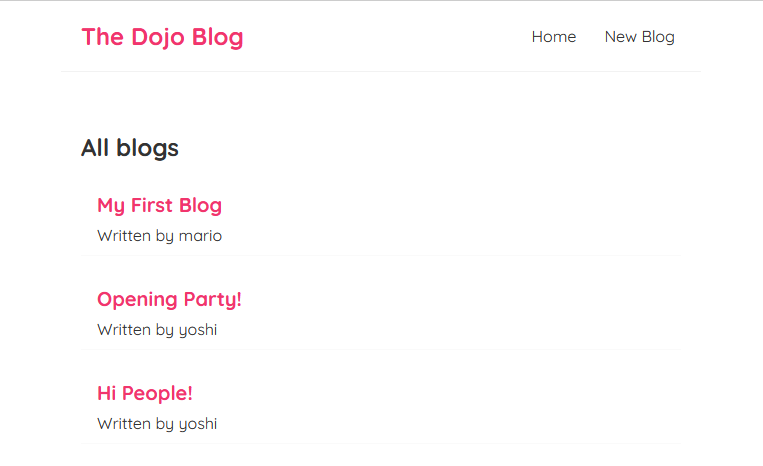 The Dojo Blog
Home
New Blog
All blogs
My First Blog
Written by mario
Opening Party!
Written by yoshi
Hi People!
Written by yoshi